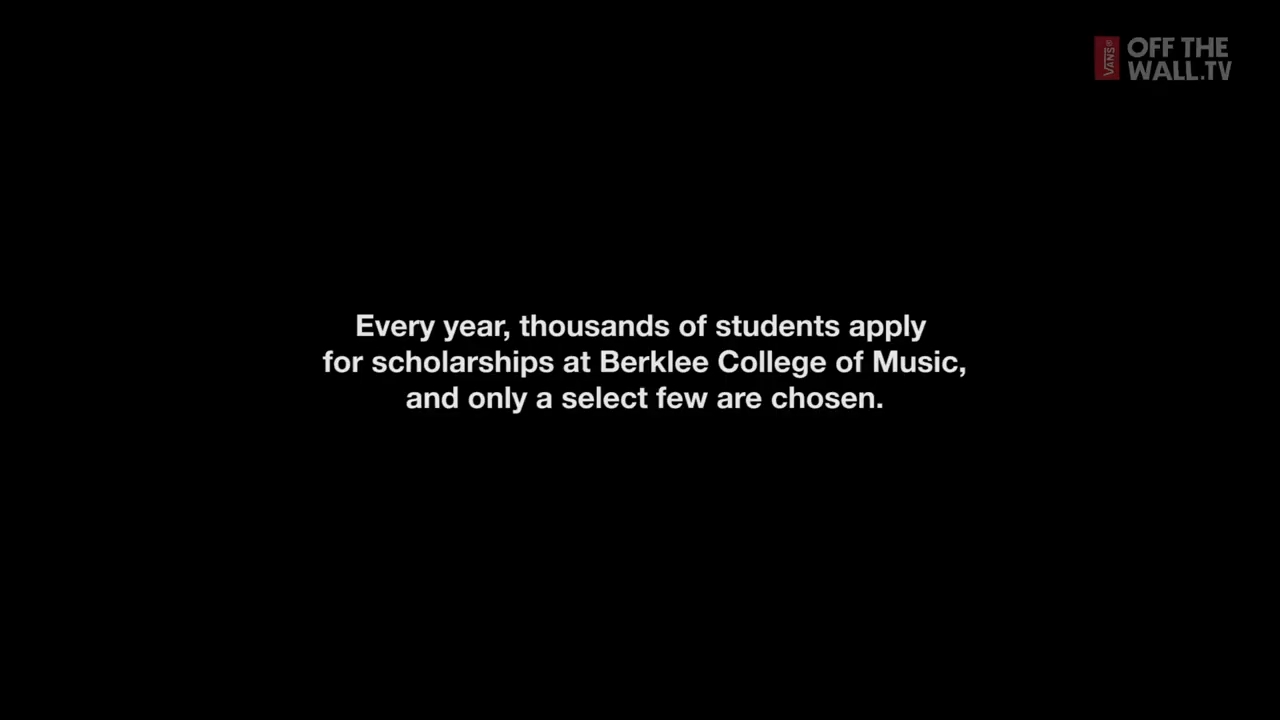 VANS®
OFF THE
WALL.TV
Every year, thousands of students apply
for scholarships at Berklee College of Music,
and only a select few are chosen.